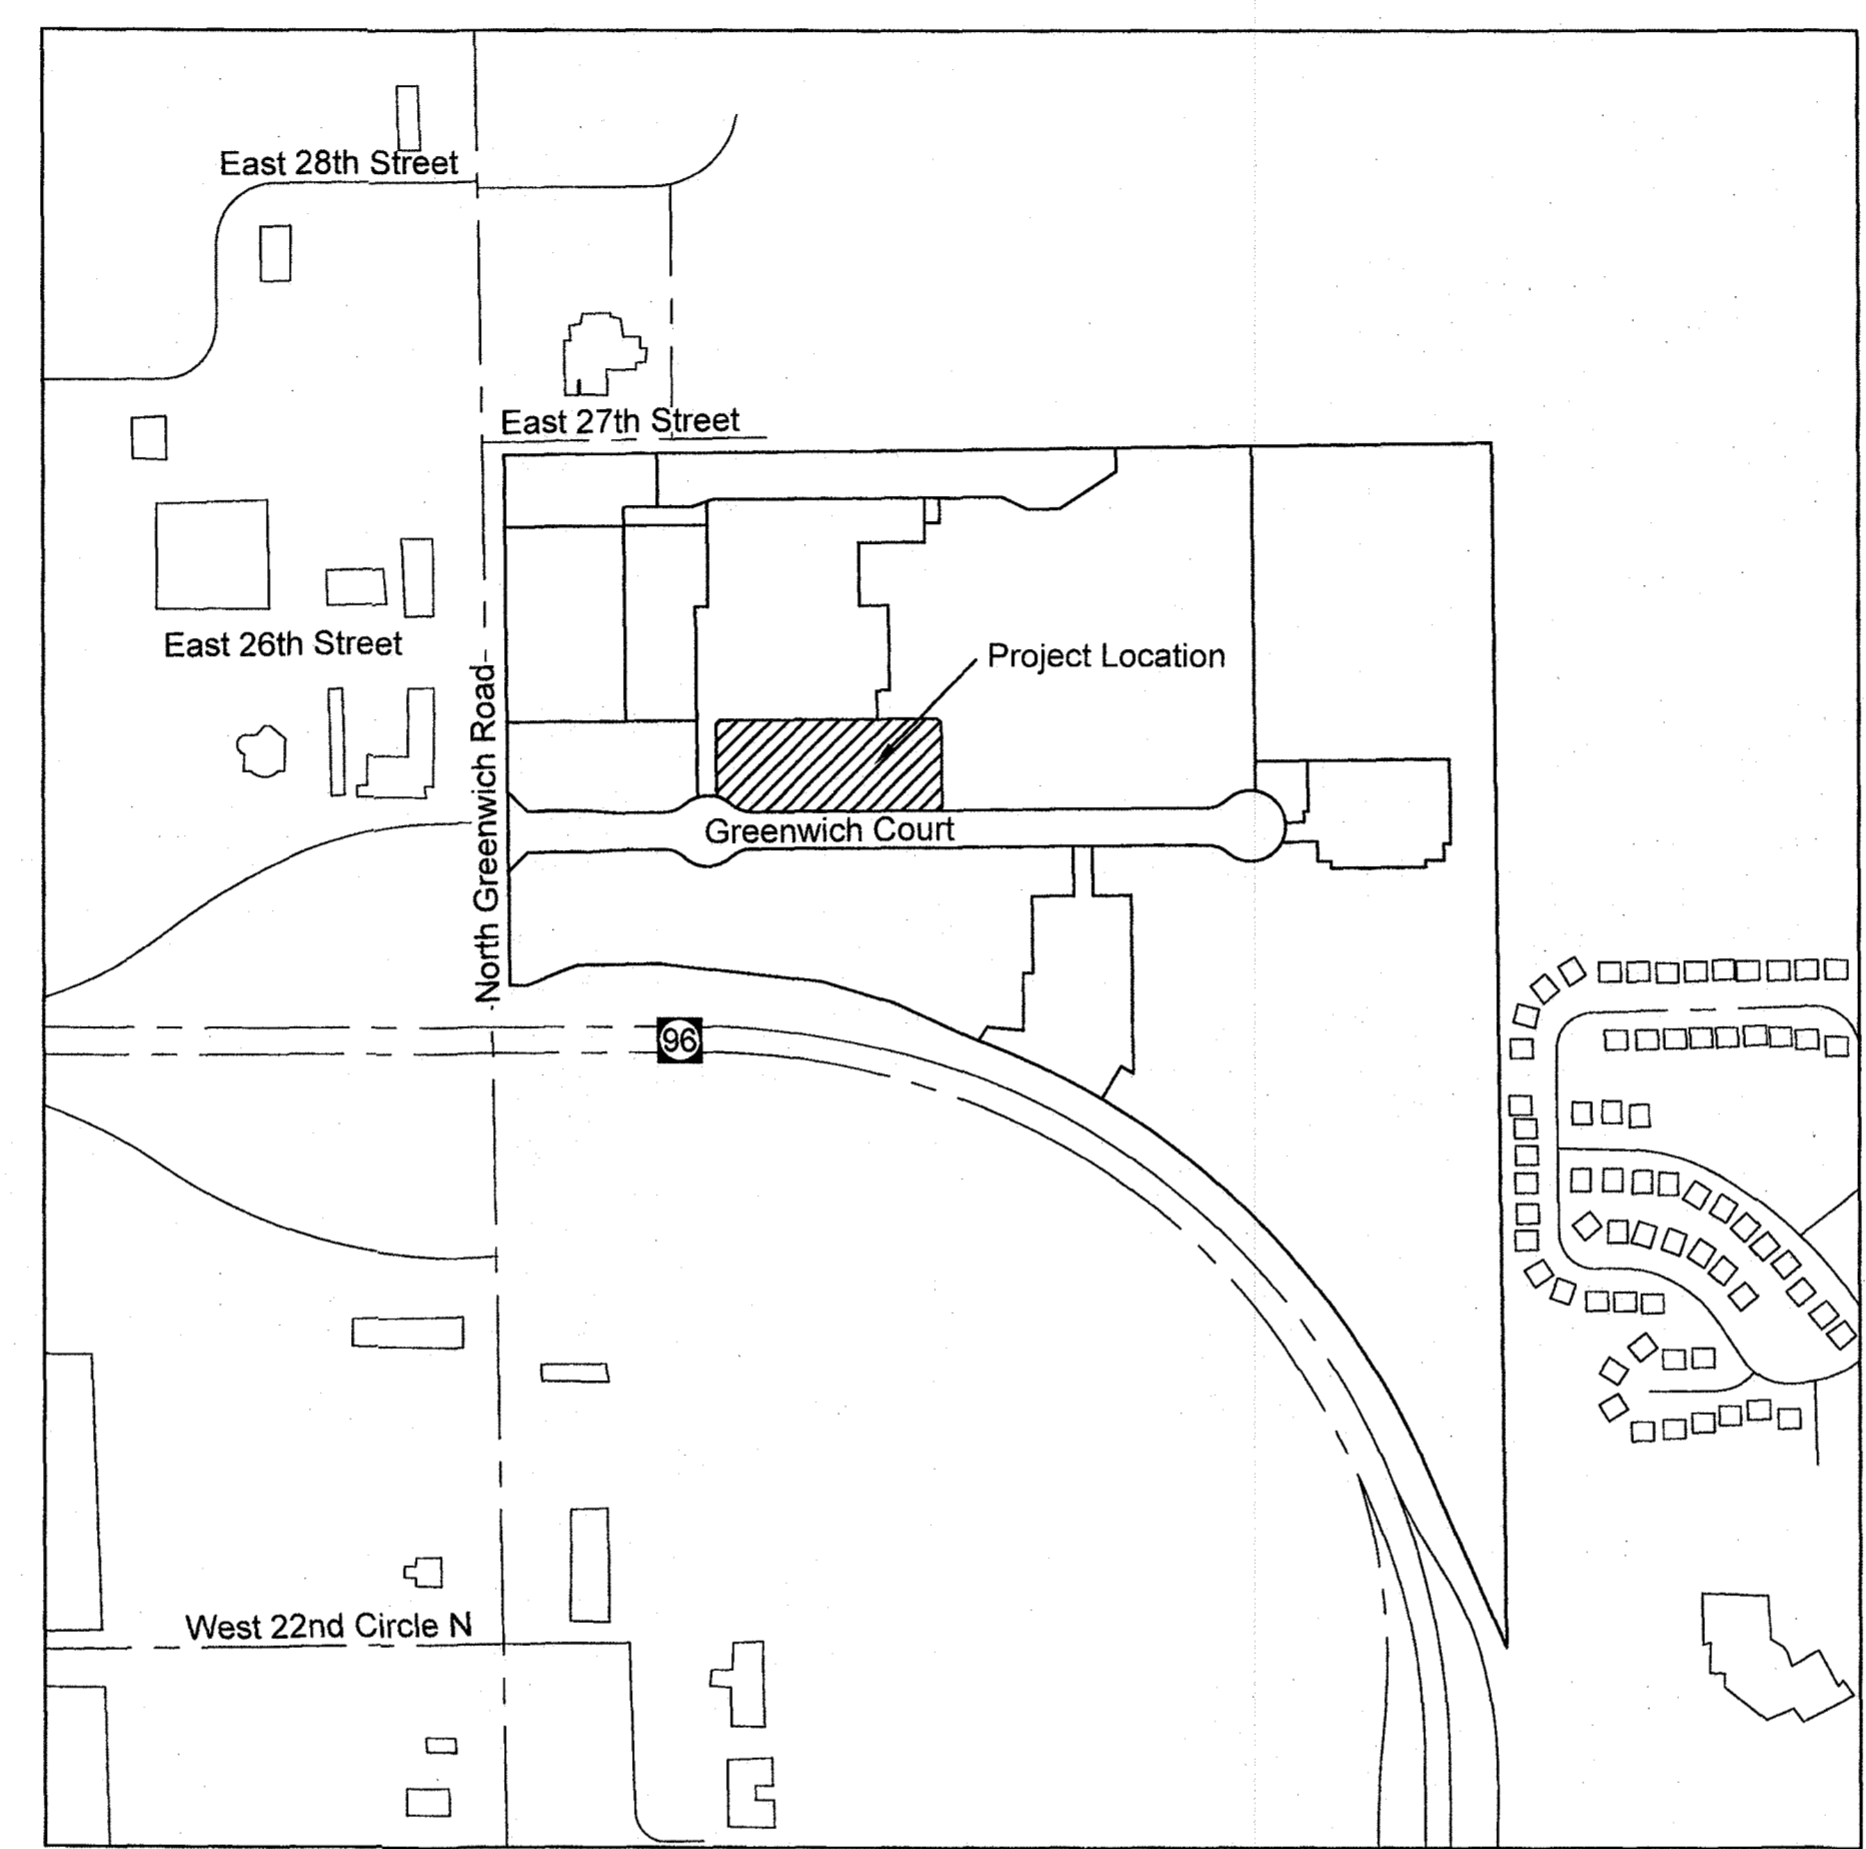 East 28th Street
East 27th Street
East 26th Street
Project Location
North Greenwich Road
Greenwich Court
96
West 22nd Circle N